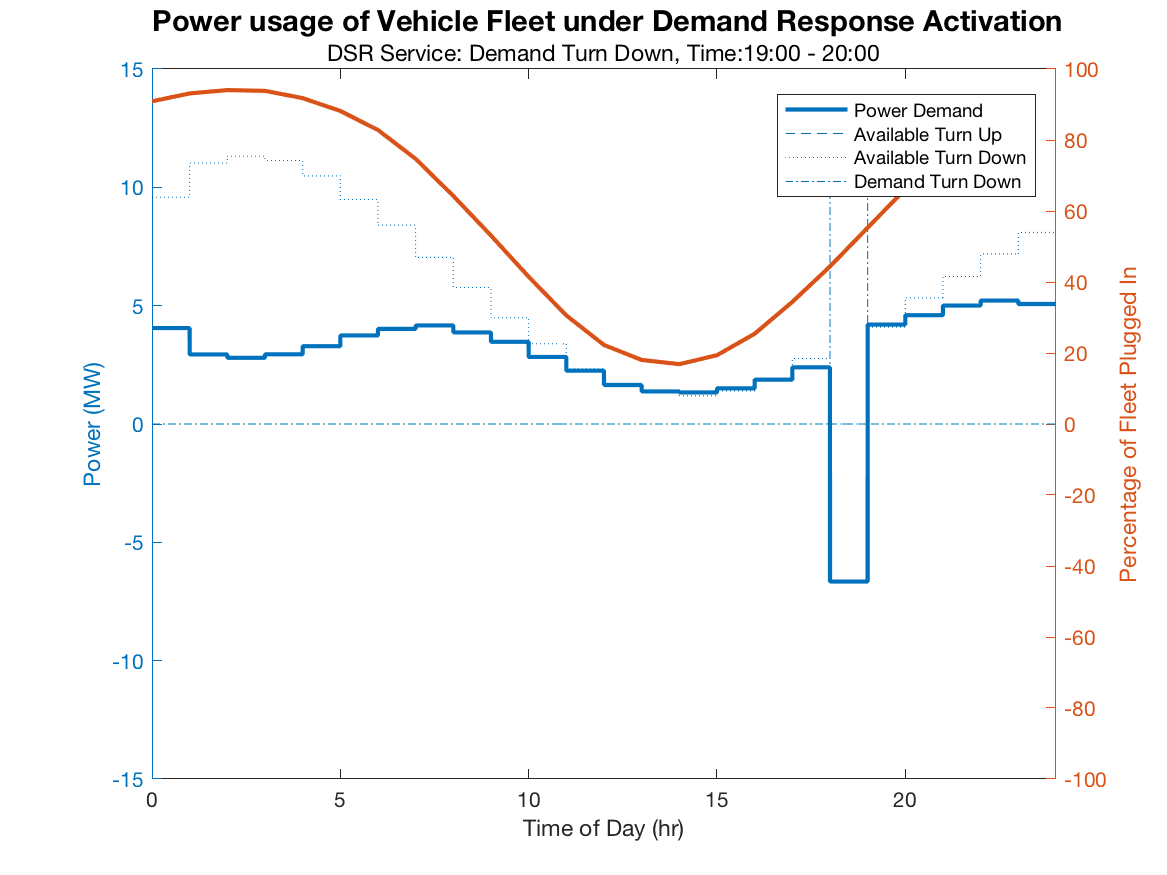 Power usage of Vehicle Fleet under Demand Response Activation
DSR Service: Demand Turn Down, Time:19:00 - 20:00
15
10
5
0
-5
-10
-15
Power (MW)
100
80
60
40
20
0
-20
-40
-60
-80
-100
Percentage of Fleet Plugged In
Power Demand
Available Turn Up
Available Turn Down
Demand Turn Down
0
5
10
15
20
Time of Day (hr)